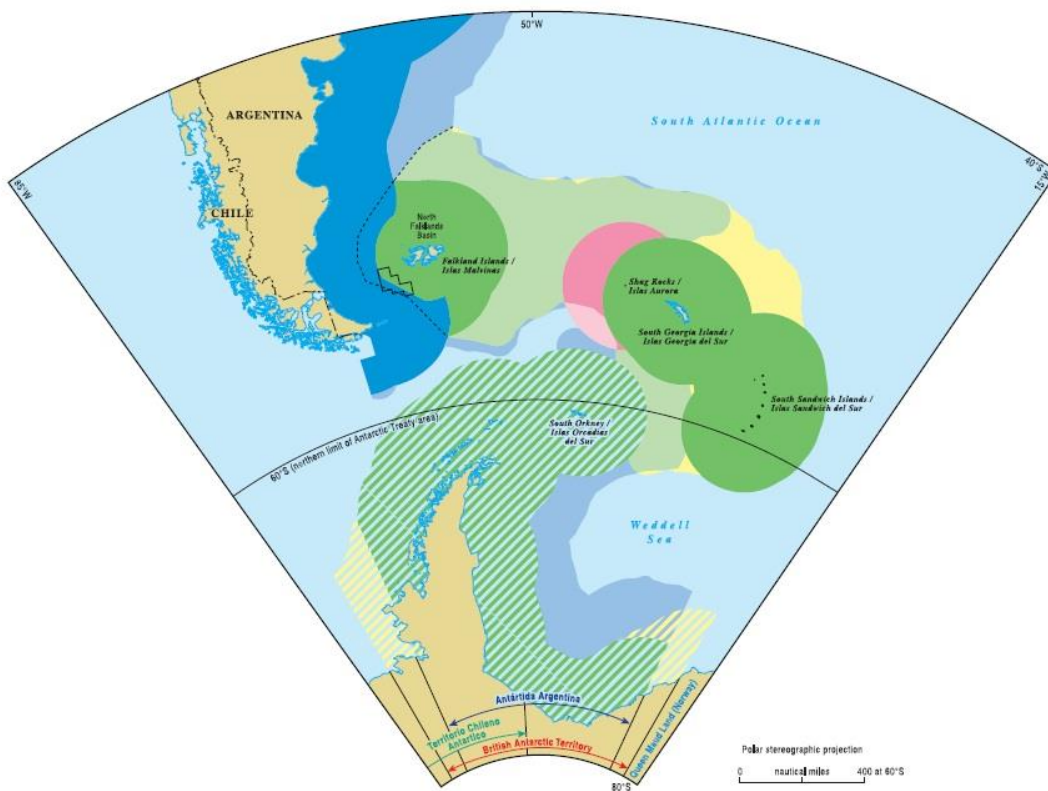 50°W
40°S
15°W
85°W
ARGENTINA
South Atlantic Ocean
CHILE
North
Falklands
Basin
Falkland Islands /
Islas Malvinas
Shag Rocks /
Islas Aurora
South Georgia Islands /
Islas Georgia del Sur
South Sandwich Islands /
Islas Sandwich del Sur
60°S (northern limit of Antarctic Treaty area)
South Orkney /
Islas Orcadas
del Sur
Weddell
Sea
Antártida Argentina
Territorio Chileno
Antartico
British Antarctic Territory
Queen Maud Land (Norway)
80°S
Polar stereographic projection
0 nautical miles 400 at 60°S